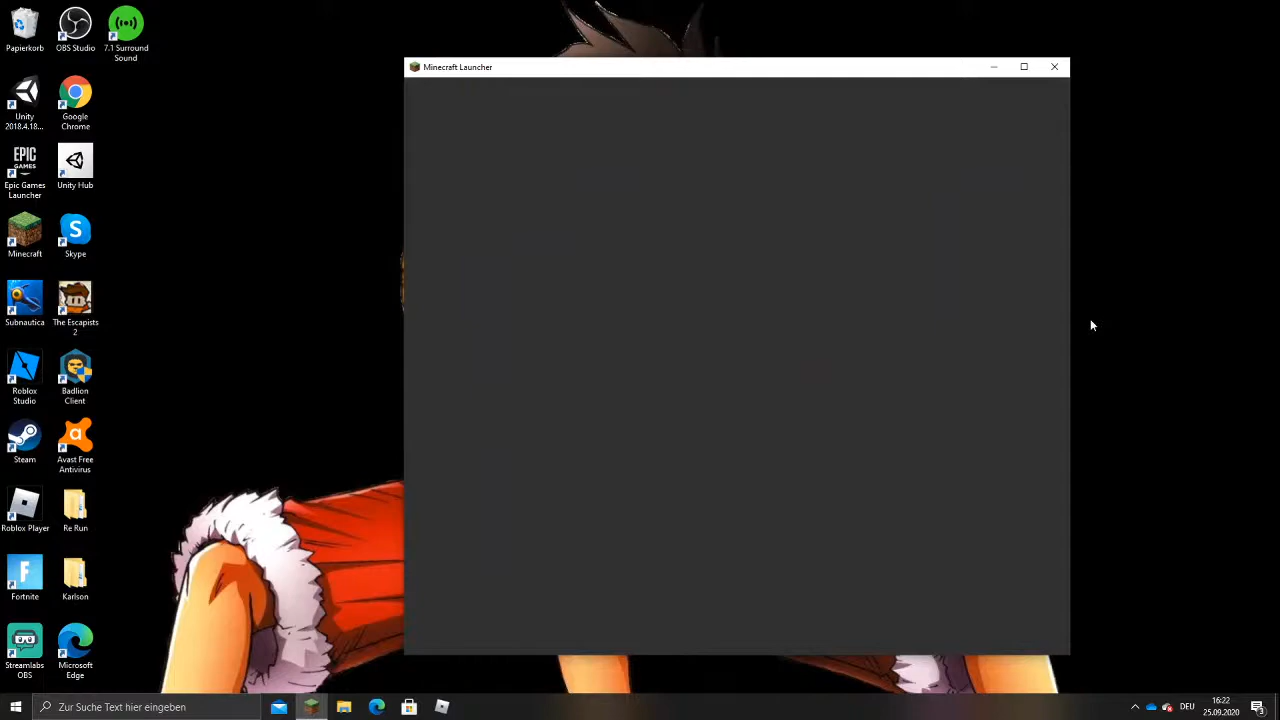 Papierkorb
OBS Studio
7.1 Surround
Sound
Minecraft Launcher
Unity
2018.4.18...
Google
Chrome
EPIC
GAMES
Epic Games
Launcher
Unity Hub
Minecraft
S
Skype
Subnautica
The Escapists
2
Roblox
Studio
Badlion
Client
Steam
a
Avast Free
Antivirus
Roblox Player
Re Run
F
Fortnite
Karlson
Streamlabs
OBS
Microsoft
Edge
Zur Suche Text hier eingeben
DEU
16:22
25.09.2020